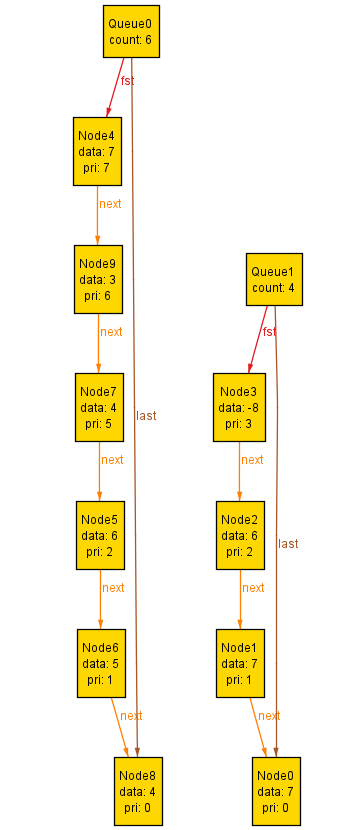 Queue0
count: 6
fst
Node4
data: 7
pri: 7
next
Node9
data: 3
pri: 6
next
Node7
data: 4
pri: 5
next
Node5
data: 6
pri: 2
next
Node6
data: 5
pri: 1
next
last
Node8
data: 4
pri: 0
Queue1
count: 4
fst
Node3
data: -8
pri: 3
next
Node2
data: 6
pri: 2
next
Node1
data: 7
pri: 1
next
last
Node0
data: 7
pri: 0